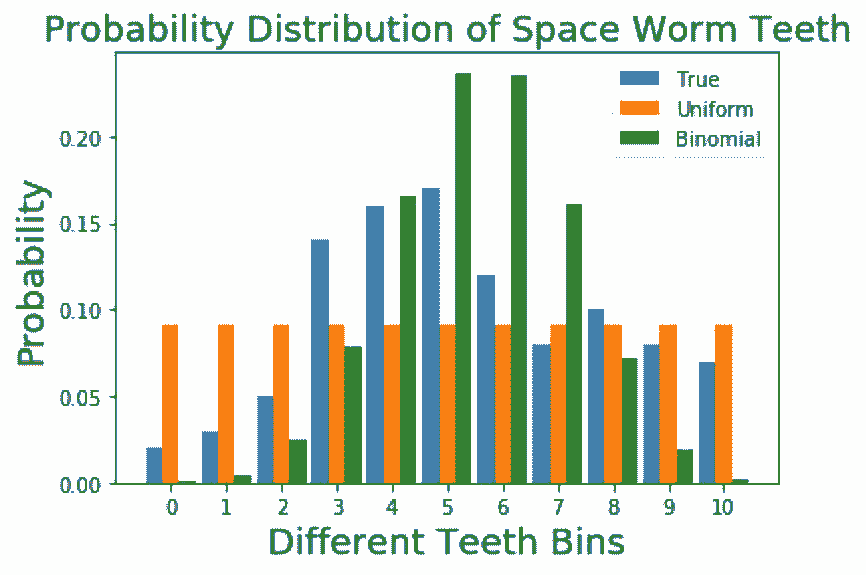 Probability Distribution of Space Worm Teeth
True
Uniform
Binomial
Probability
0.20
0.15
0.10
0.05
0.00
0 1 2 3 4 5 6 7 8 9 10
Different Teeth Bins